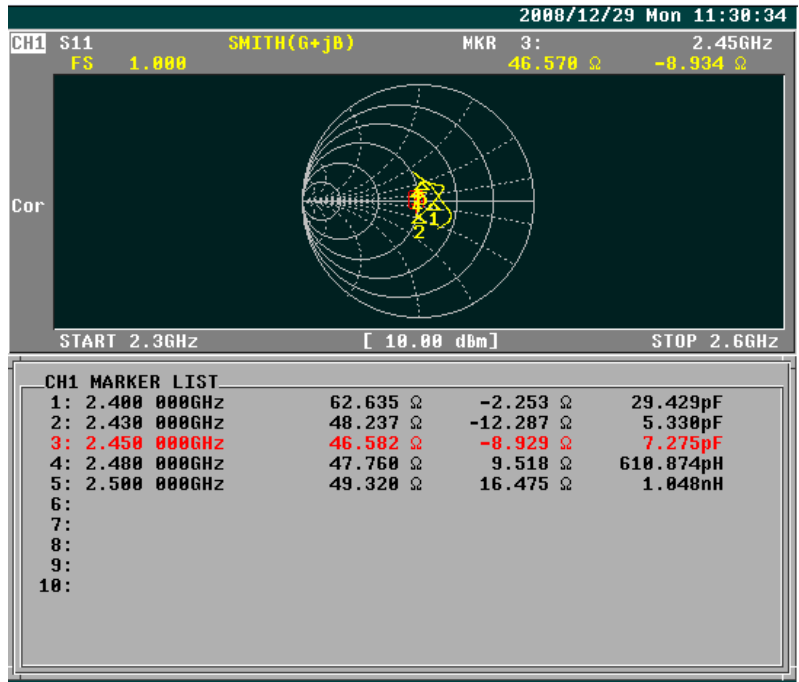 2008/12/29 Mon 11:30:34
CH1 S11 SMITH(G+jB) MKR 3: 2.45GHz
FS 1.000 46.570 Ω -8.934 Ω
1
2
Cor
START 2.3GHz [ 10.00 dBm] STOP 2.6GHz
CH1 MARKER LIST
1: 2.400 000GHz 62.635 Ω -2.253 Ω 29.429pF
2: 2.430 000GHz 48.237 Ω -12.287 Ω 5.330pF
3: 2.450 000GHz 46.582 Ω -8.929 Ω 7.275pF
4: 2.480 000GHz 47.760 Ω 9.518 Ω 610.874pH
5: 2.500 000GHz 49.320 Ω 16.475 Ω 1.048nH
6:
7:
8:
9:
10: